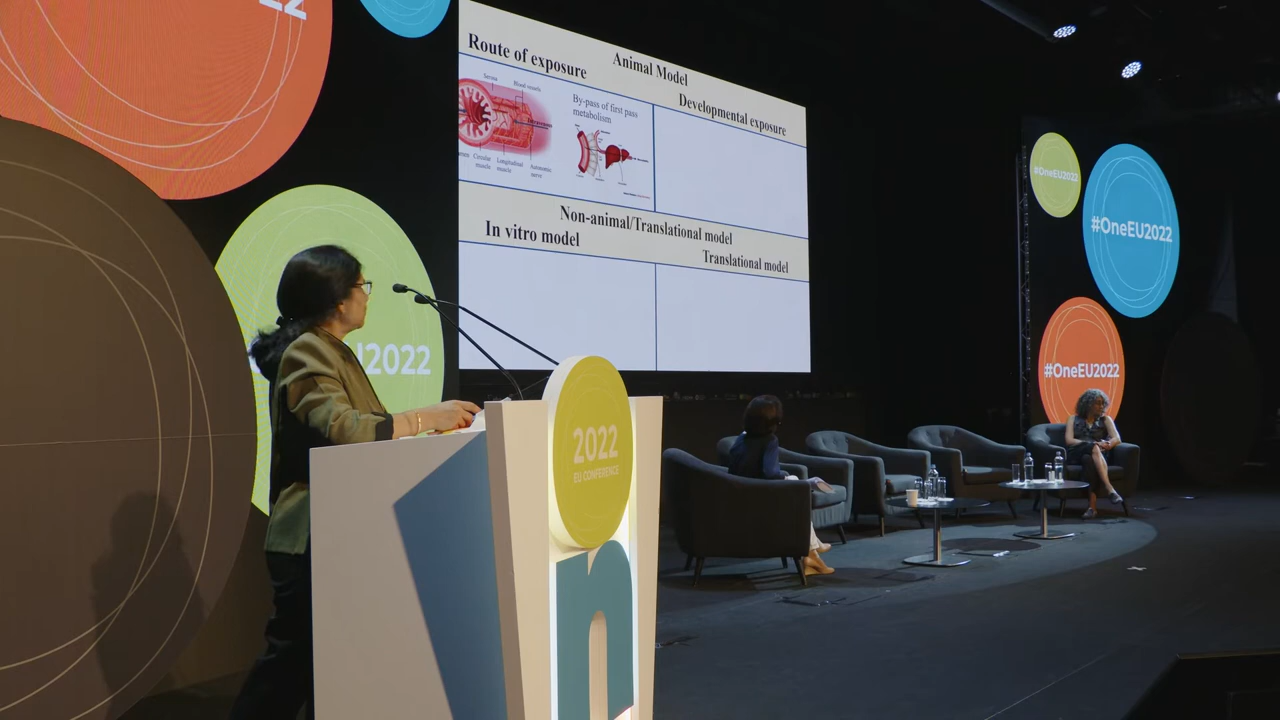 22
Route of exposure
Animal Model
Developmental exposure
Serosa
Blood vessels
By-pass of first pass
metabolism
Circular
muscle
Longitudinal
muscle
Autonomic
nerve
Non-animal/Translational model
In vitro model
Translational model
U2022
2022
EU CONFERENCE
n
#OneEU2022
#OneEU2022
#OneEU2022